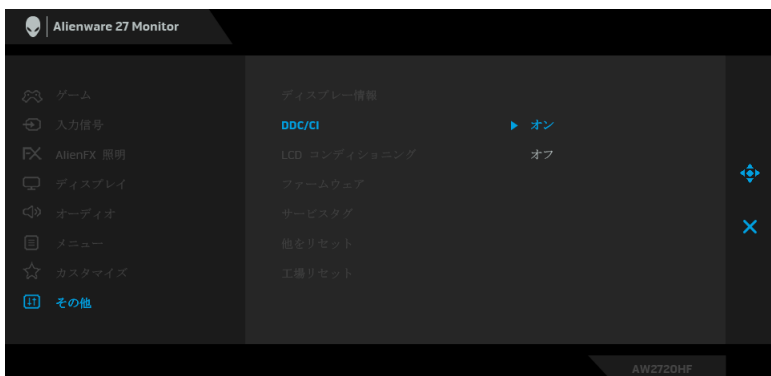 Alienware 27 Monitor
ゲーム
入力信号
AlienFX 照明
ディスプレイ
オーディオ
メニュー
カスタマイズ
その他
ディスプレー情報
DDC/CI
オン
LCD コンディショニング
オフ
ファームウェア
サービスタグ
他をリセット
工場リセット
AW2720HF